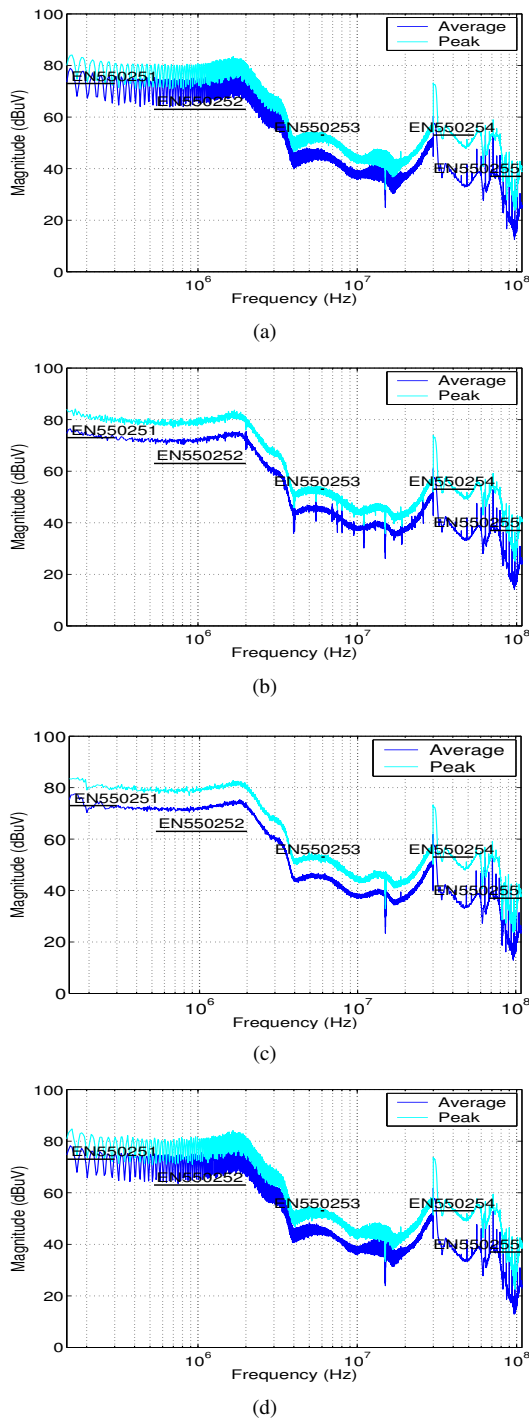 100
80
60
40
20
0
Magnitude (dBuV)
Average
Peak
EN550251
EN550252
EN550253
EN550254
EN550255
10^6
10^7
10^8
Frequency (Hz)
(a)
100
80
60
40
20
0
Magnitude (dBuV)
Average
Peak
EN550251
EN550252
EN550253
EN550254
EN550255
10^6
10^7
10^8
Frequency (Hz)
(b)
100
80
60
40
20
0
Magnitude (dBuV)
Average
Peak
EN550251
EN550252
EN550253
EN550254
EN550255
10^6
10^7
10^8
Frequency (Hz)
(c)
100
80
60
40
20
0
Magnitude (dBuV)
Average
Peak
EN550251
EN550252
EN550253
EN550254
EN550255
10^6
10^7
10^8
Frequency (Hz)
(d)